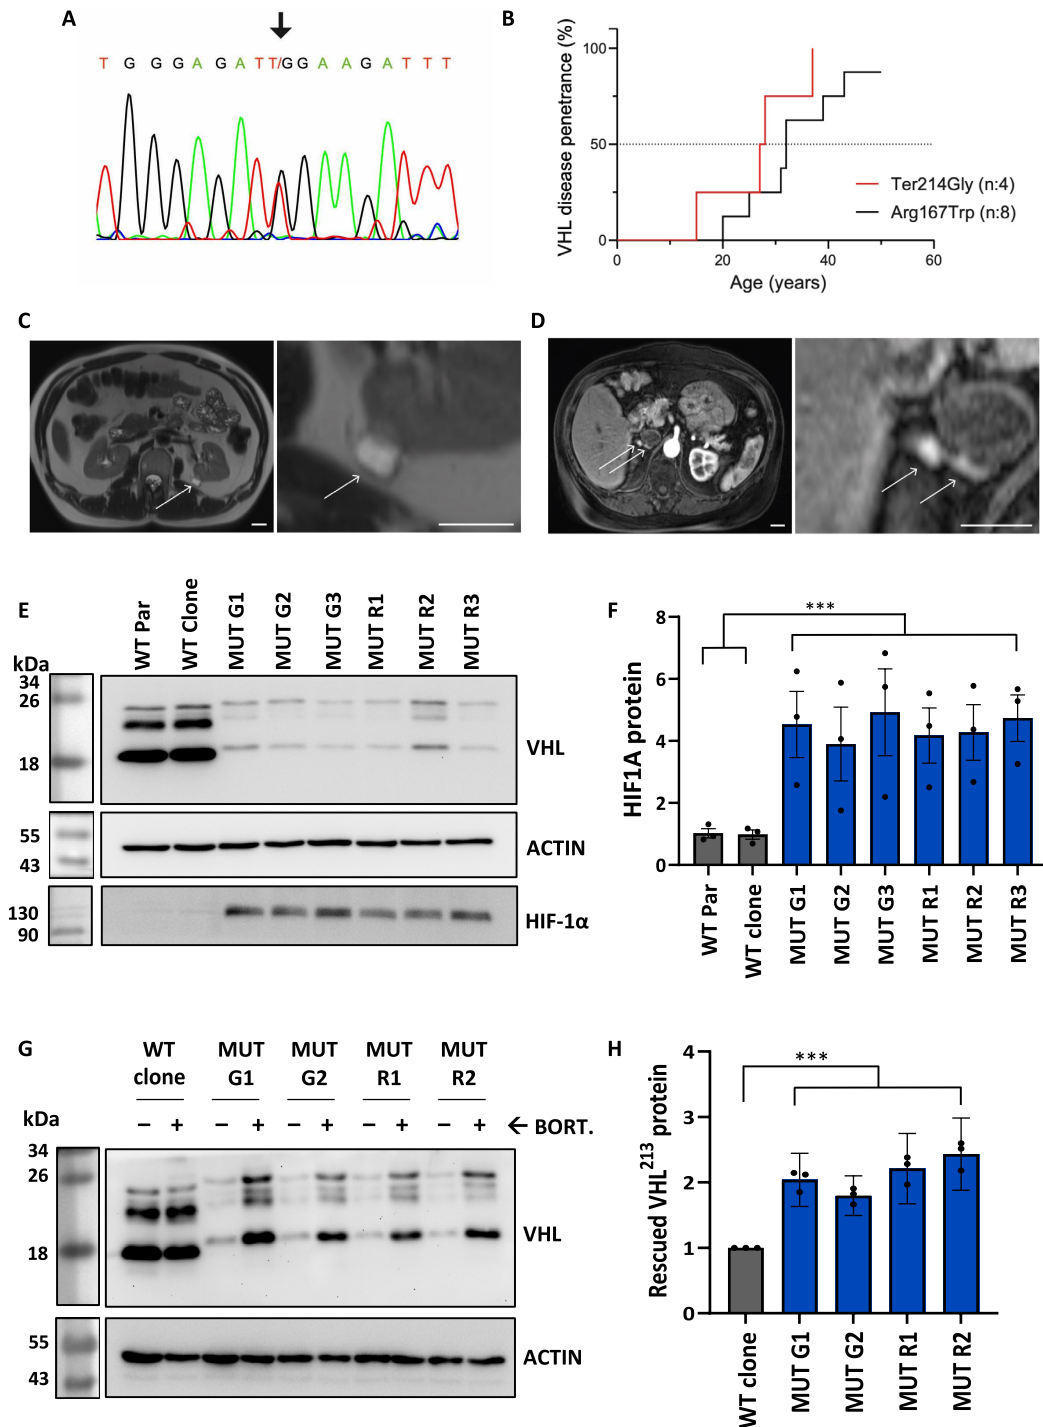 A
T G G G A G A T T/G G A A G A T T T
B
VHL disease penetrance (%)
100
50
0
0 20 40 60
Age (years)
Ter214Gly (n:4)
Arg167Trp (n:8)
C
D
E
WT Par
WT Clone
MUT G1
MUT G2
MUT G3
MUT R1
MUT R2
MUT R3
kDa
34
26
18
VHL
55
43
ACTIN
130
90
HIF-1α
F
HIF1A protein
8
6
4
2
0
***
WT Par
WT clone
MUT G1
MUT G2
MUT G3
MUT R1
MUT R2
MUT R3
G
WT clone
MUT G1
MUT G2
MUT R1
MUT R2
− + − + − + − + − + ← BORT.
kDa
34
26
18
VHL
55
43
ACTIN
H
Rescued VHL²¹³ protein
4
3
2
1
0
***
WT clone
MUT G1
MUT G2
MUT R1
MUT R2